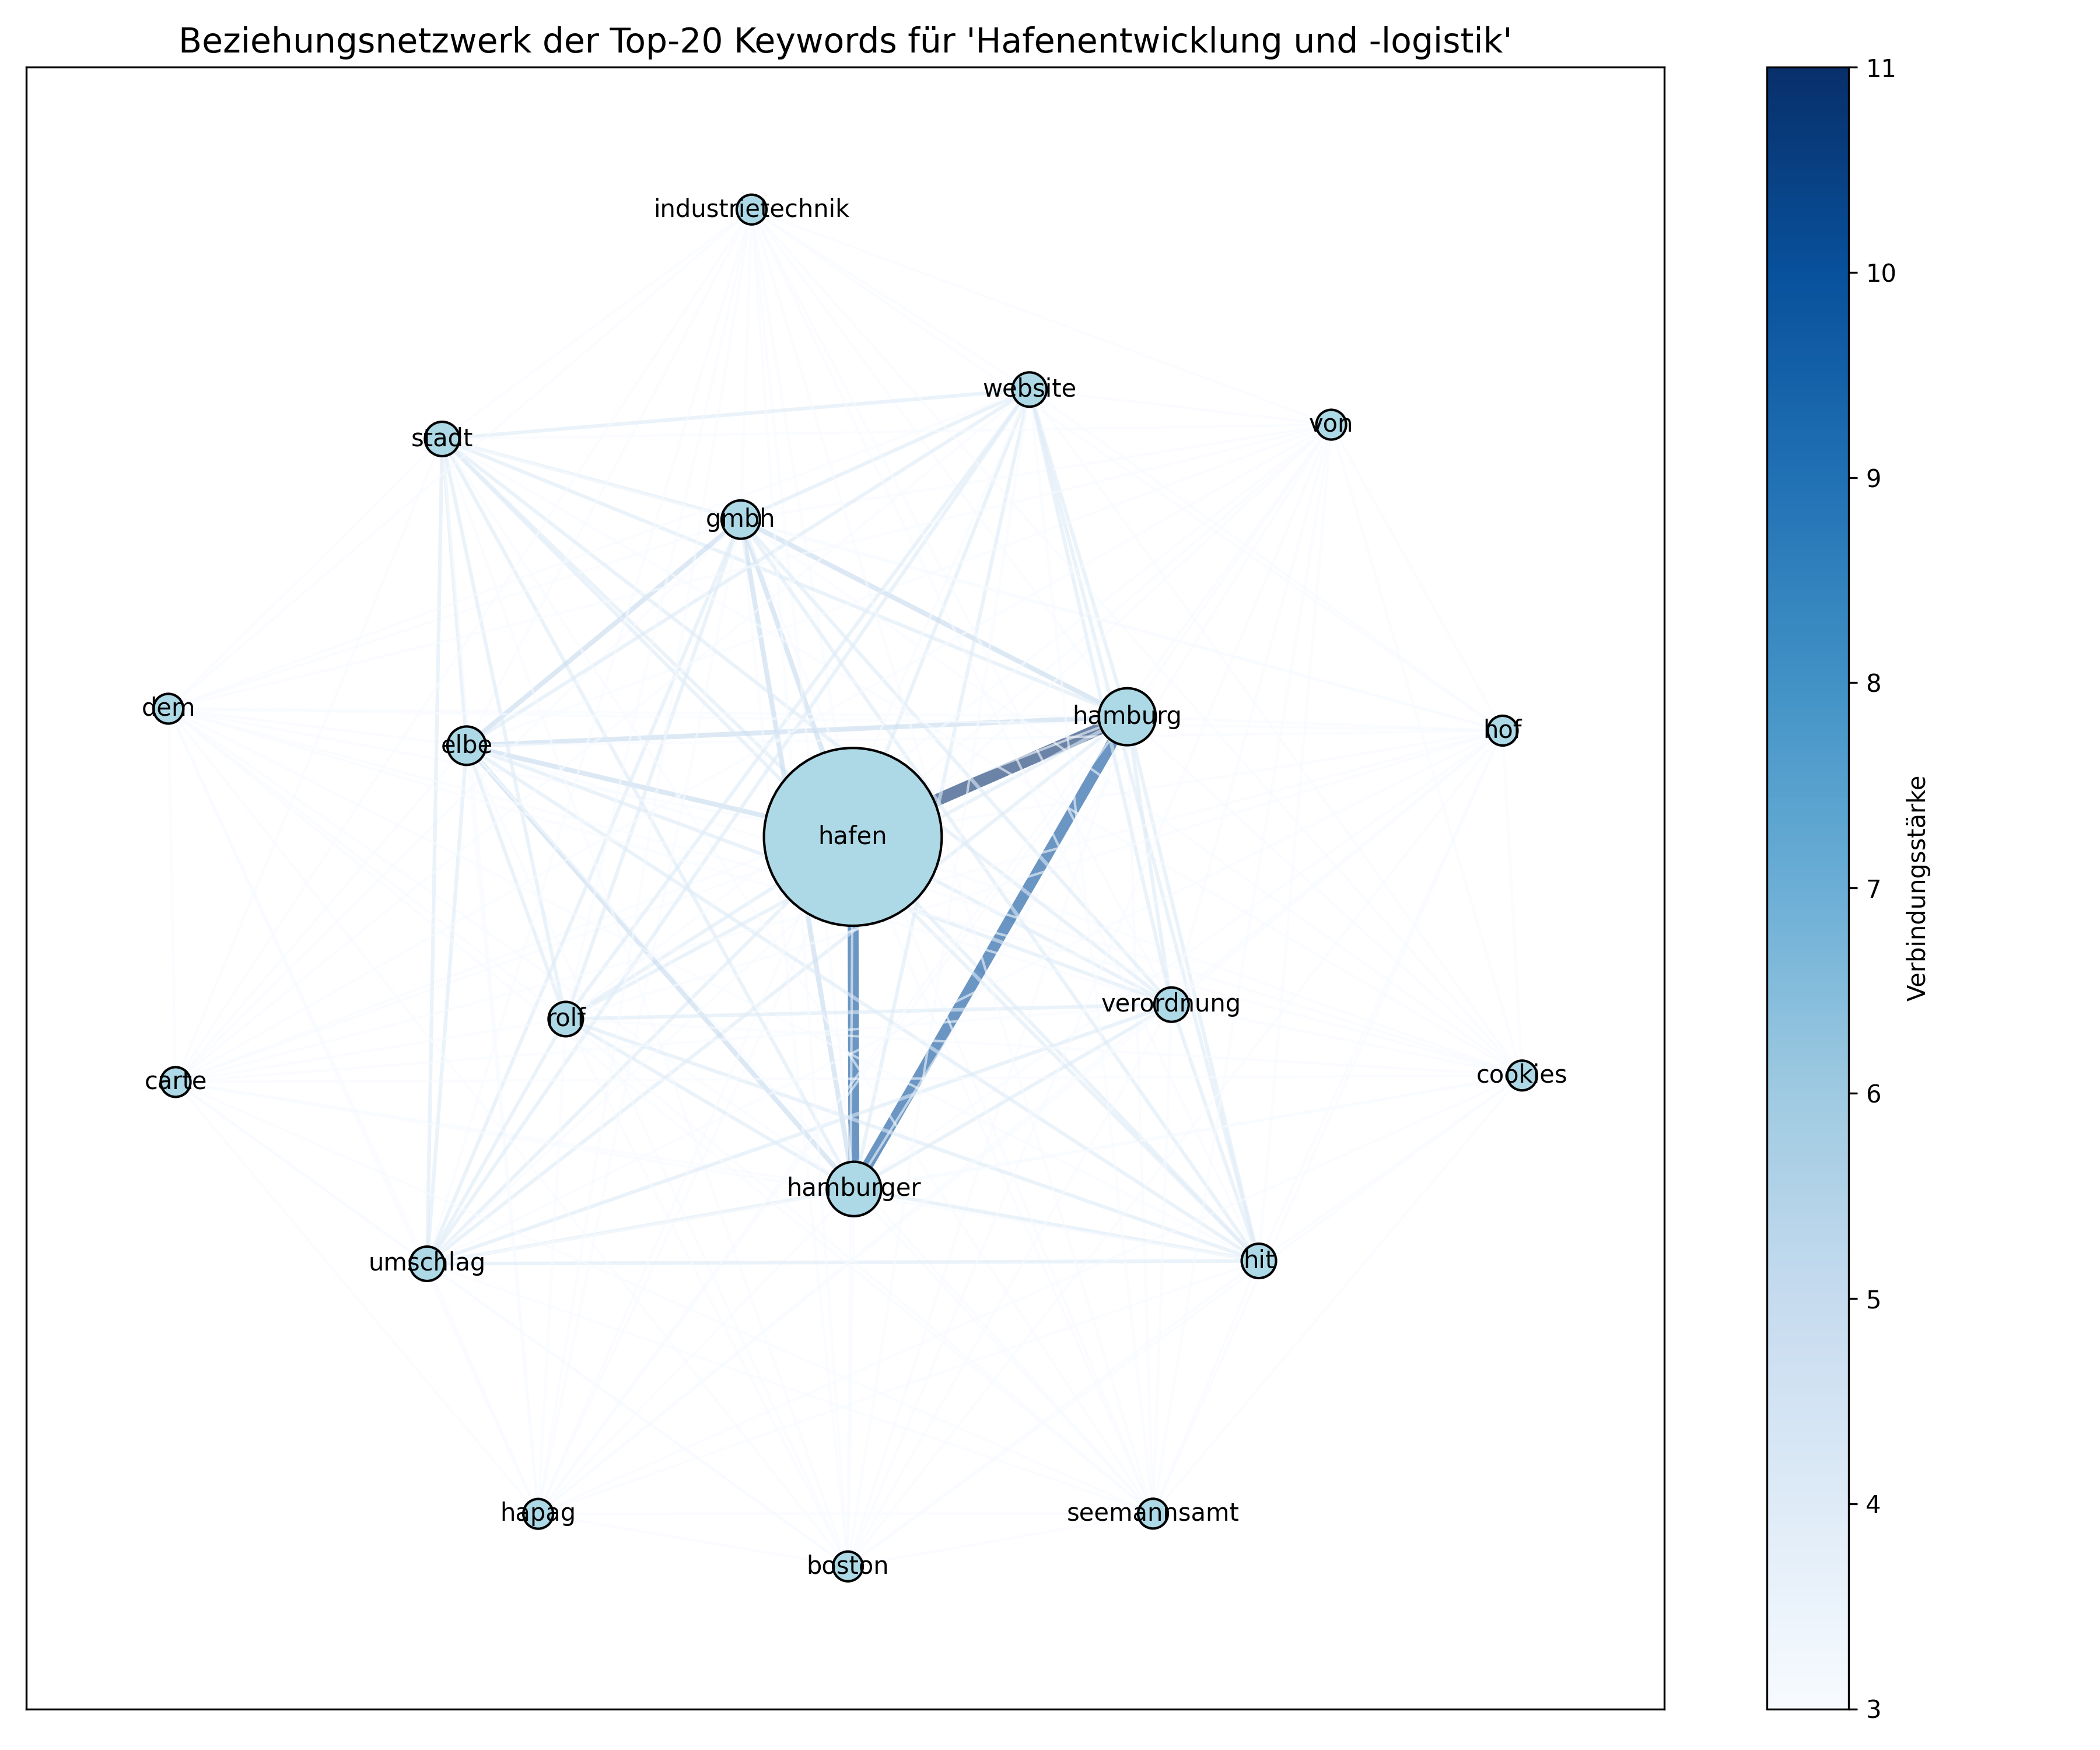 Beziehungsnetzwerk der Top-20 Keywords für 'Hafenentwicklung und -logistik'
industrietechnik
website
von
stadt
gmbh
dem
hamburg
hof
elbe
hafen
rolf
verordnung
carte
cookies
hamburger
umschlag
hit
hapag
seemannsamt
boston
11
10
9
8
7
6
5
4
3
Verbindungsstärke